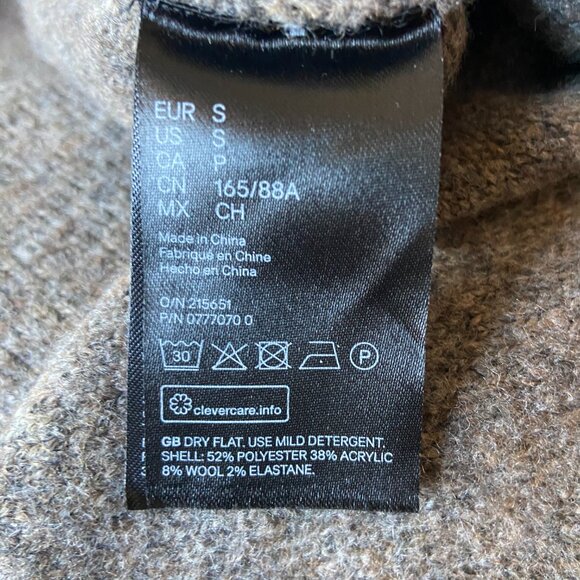 EUR S
US S
CA P
CN 165/88A
MX CH
Made in China
Fabriqué en Chine
Hecho en China
O/N 215651
P/N 0777070 0
30 P
clevercare.info
GB DRY FLAT. USE MILD DETERGENT.
SHELL: 52% POLYESTER 38% ACRYLIC
8% WOOL 2% ELASTANE.